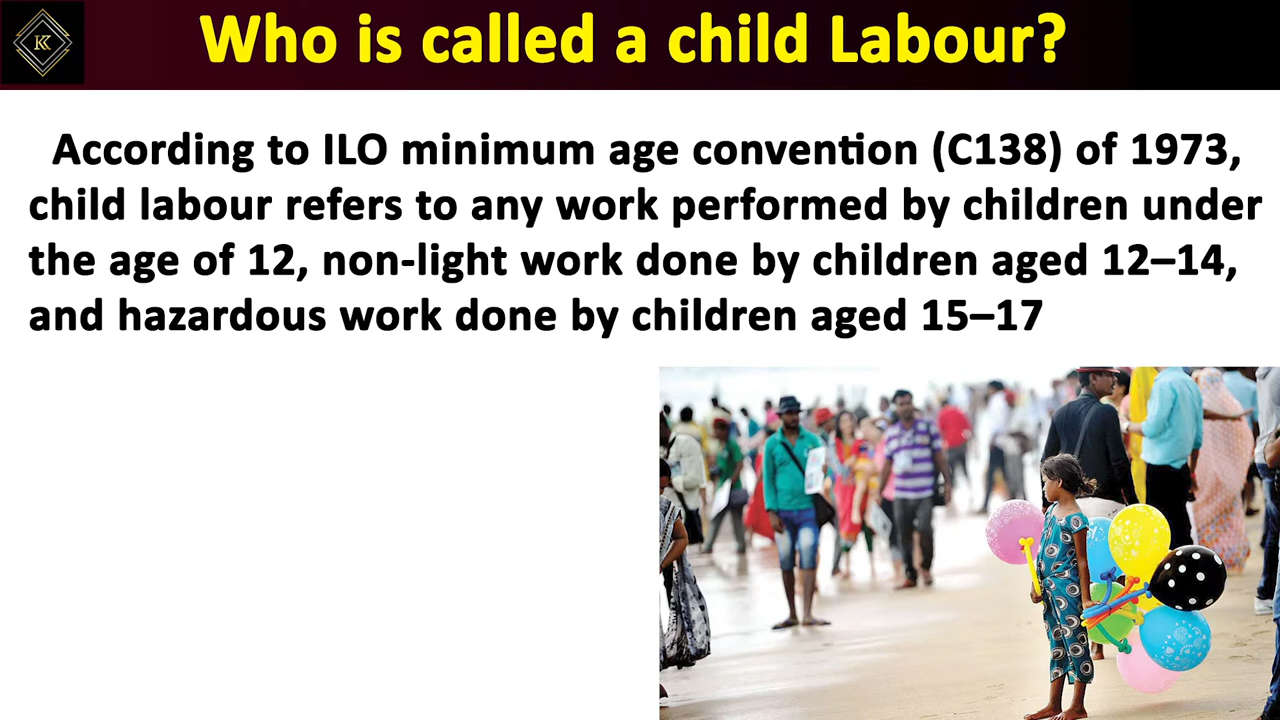 Who is called a child Labour?
According to ILO minimum age convention (C138) of 1973,
child labour refers to any work performed by children under
the age of 12, non-light work done by children aged 12–14,
and hazardous work done by children aged 15–17